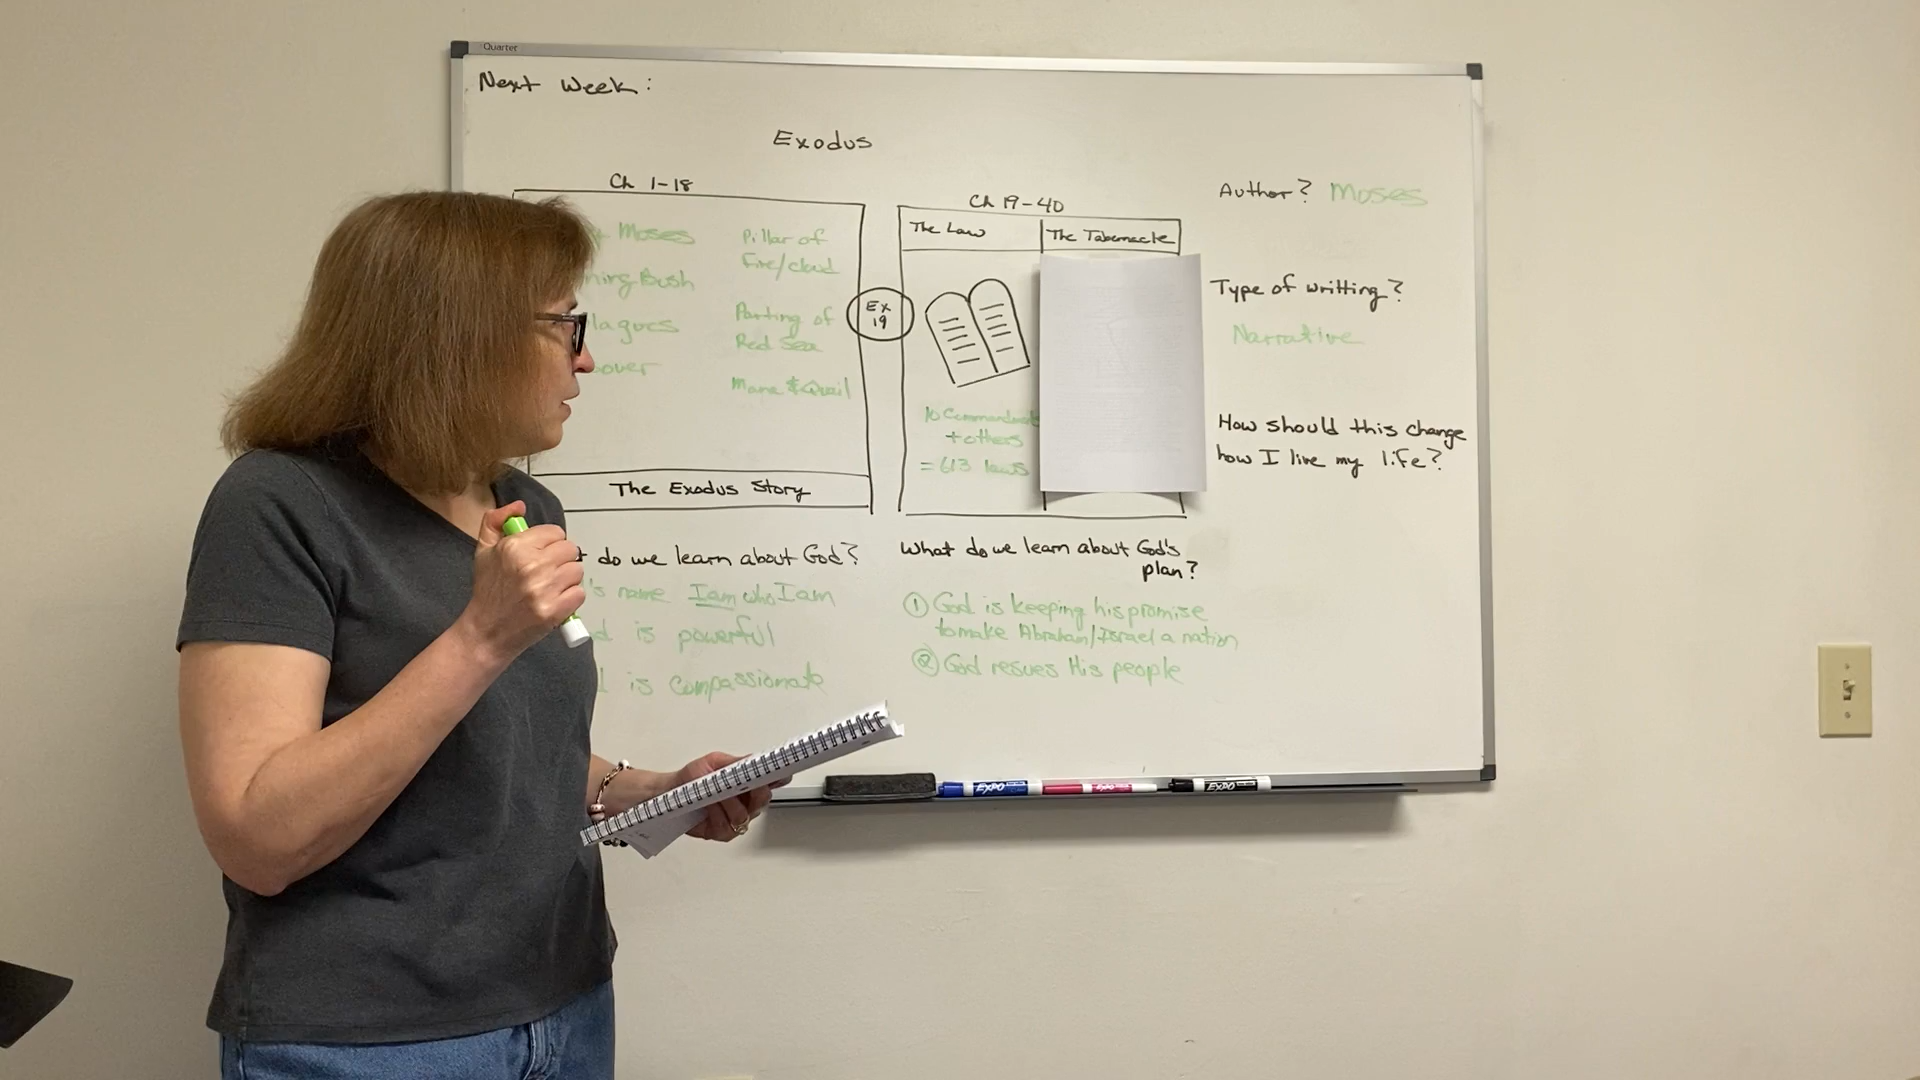 Quarter
Next Week:
Exodus
Ch 1-18
Moses
Bush
Pillar of
Fire/cloud
Parting of
Red Sea
Mana & Quail
The Exodus Story
Ex
19
Ch 19-40
The Law
The Tabernacle
10 Commandments
+ others
= 613 laws
Author? Moses
Type of writting?
Narrative
How should this change
how I live my life?
do we learn about God?
's name I am who I am
is powerful
is compassionate
What do we learn about God's
plan?
① God is keeping his promise
to make Abraham/Israel a nation
② God resues His people
EXPO
EXPO
EXPO